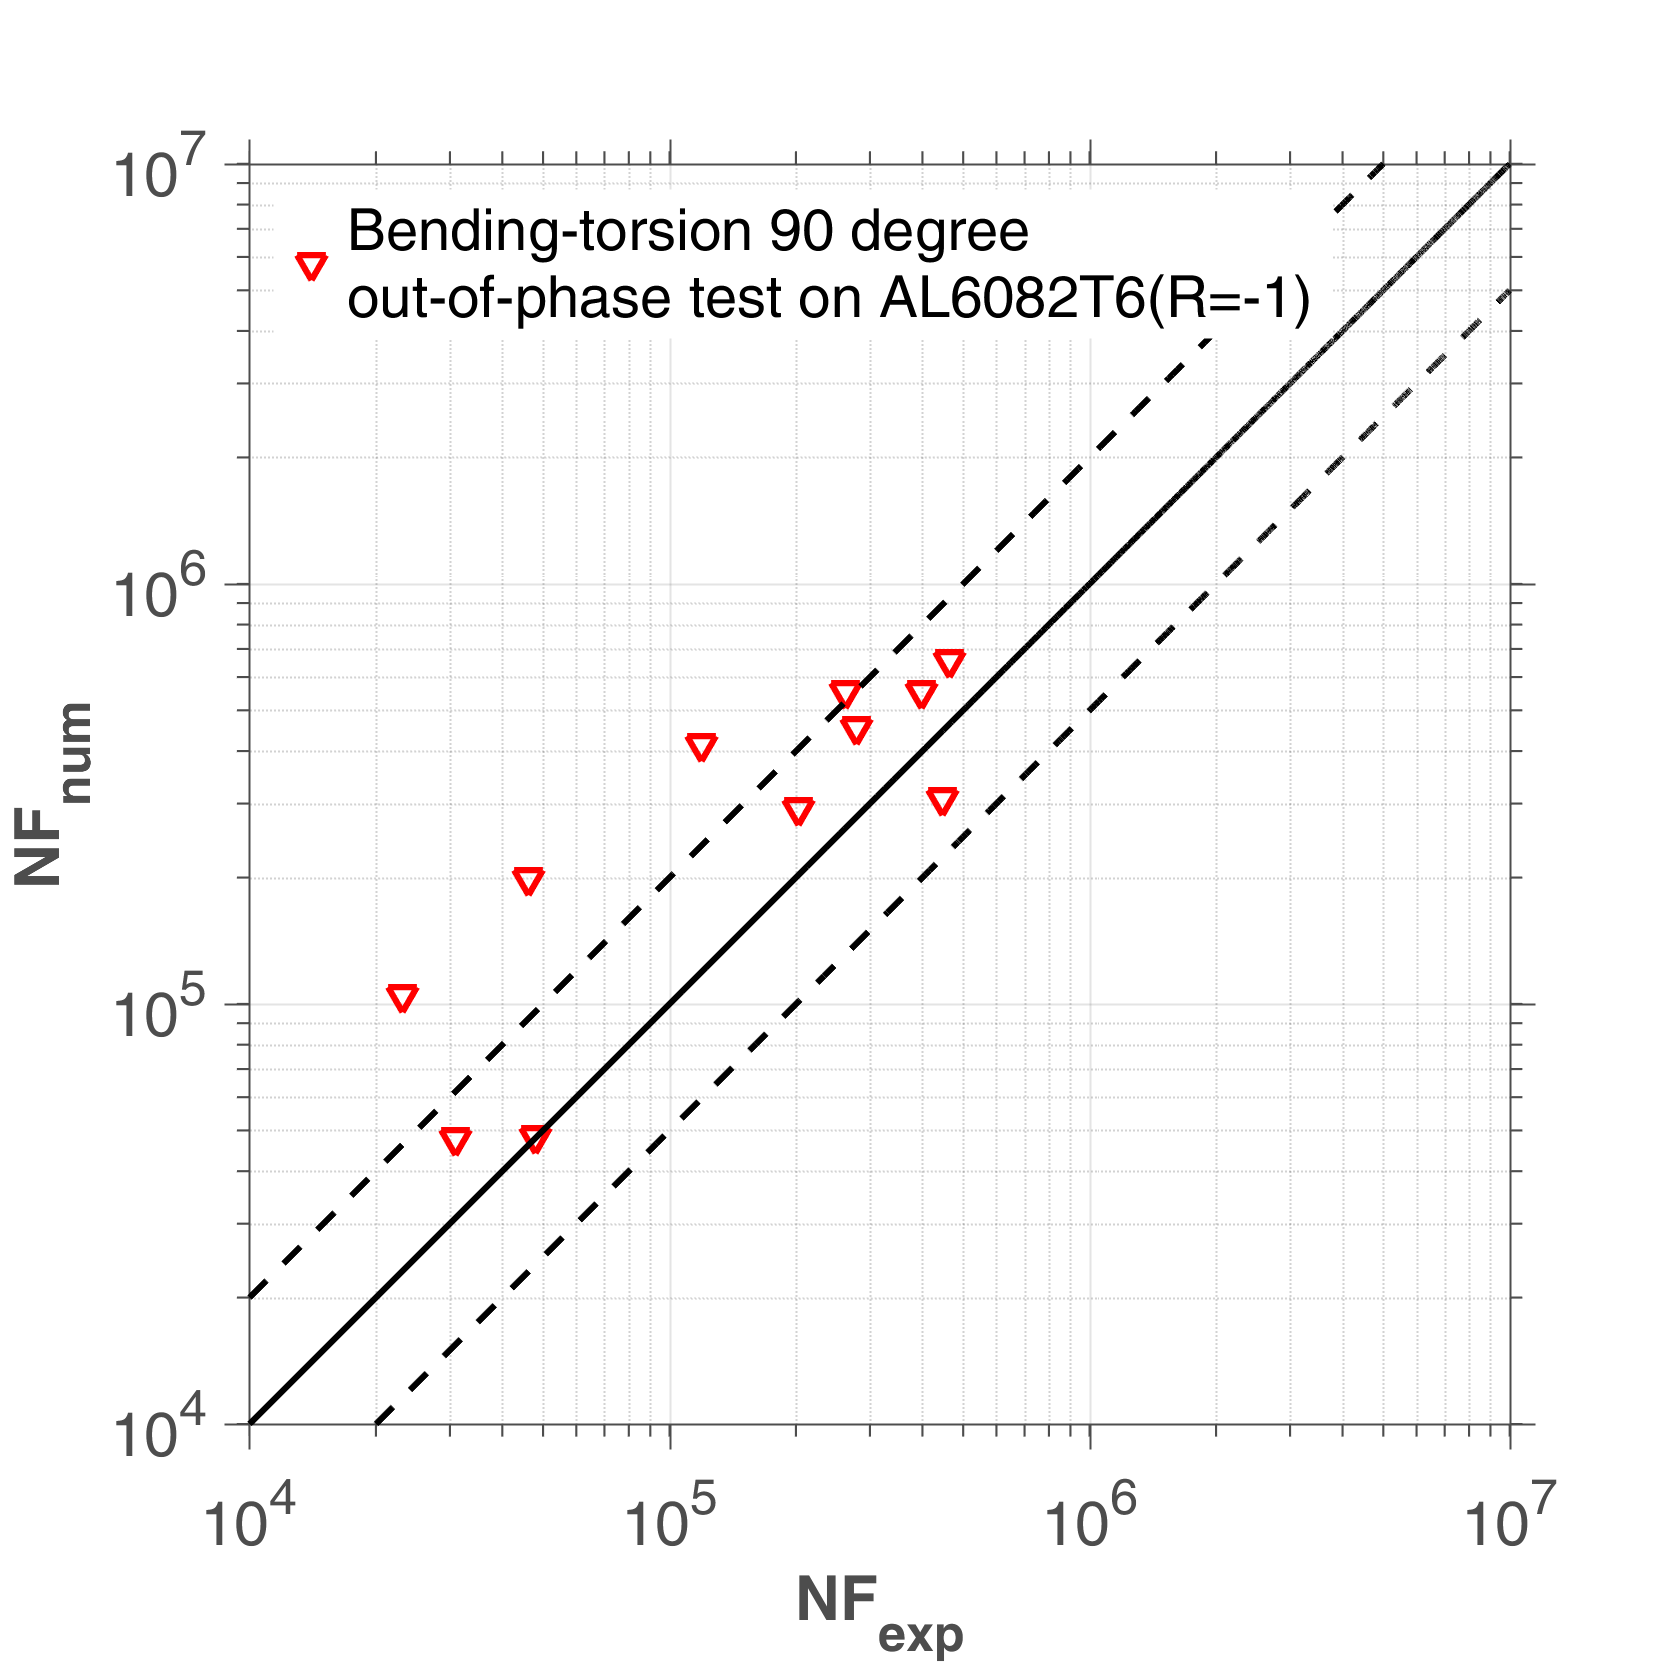 10^7
Bending-torsion 90 degree
out-of-phase test on AL6082T6(R=-1)
10^6
NF_num
10^5
10^4
10^4 10^5 10^6 10^7
NF_exp